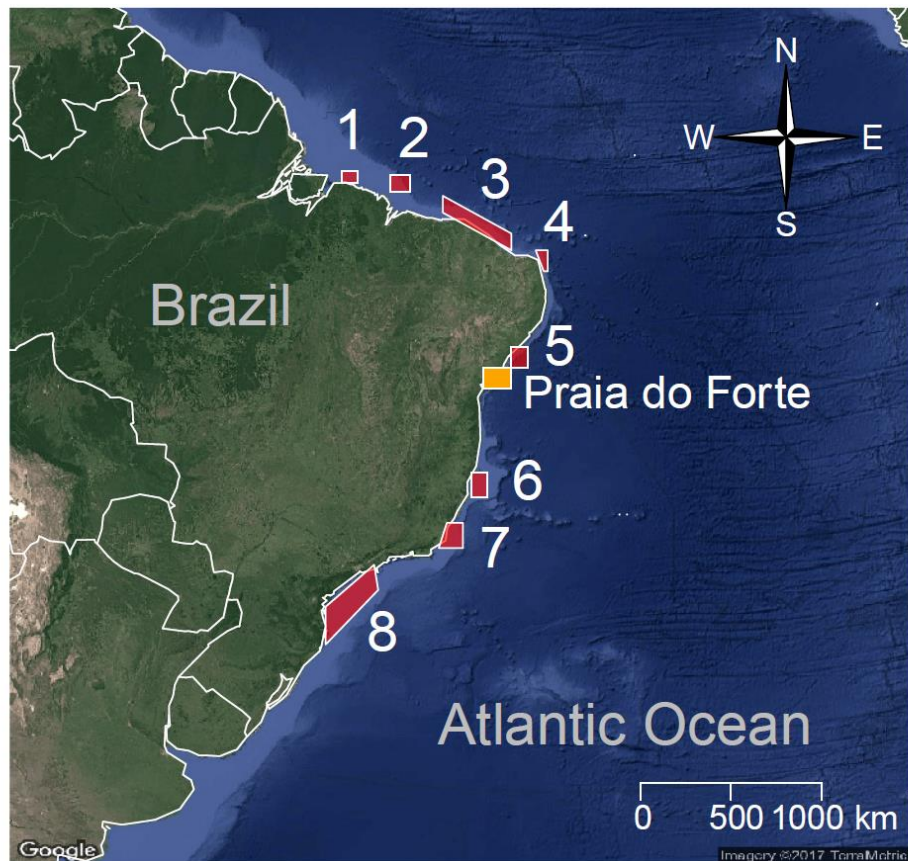 N
W E
S
1
2
3
4
Brazil
5
Praia do Forte
6
7
8
Atlantic Ocean
0 500 1000 km
Google
Imagery ©2017 TerraMetric